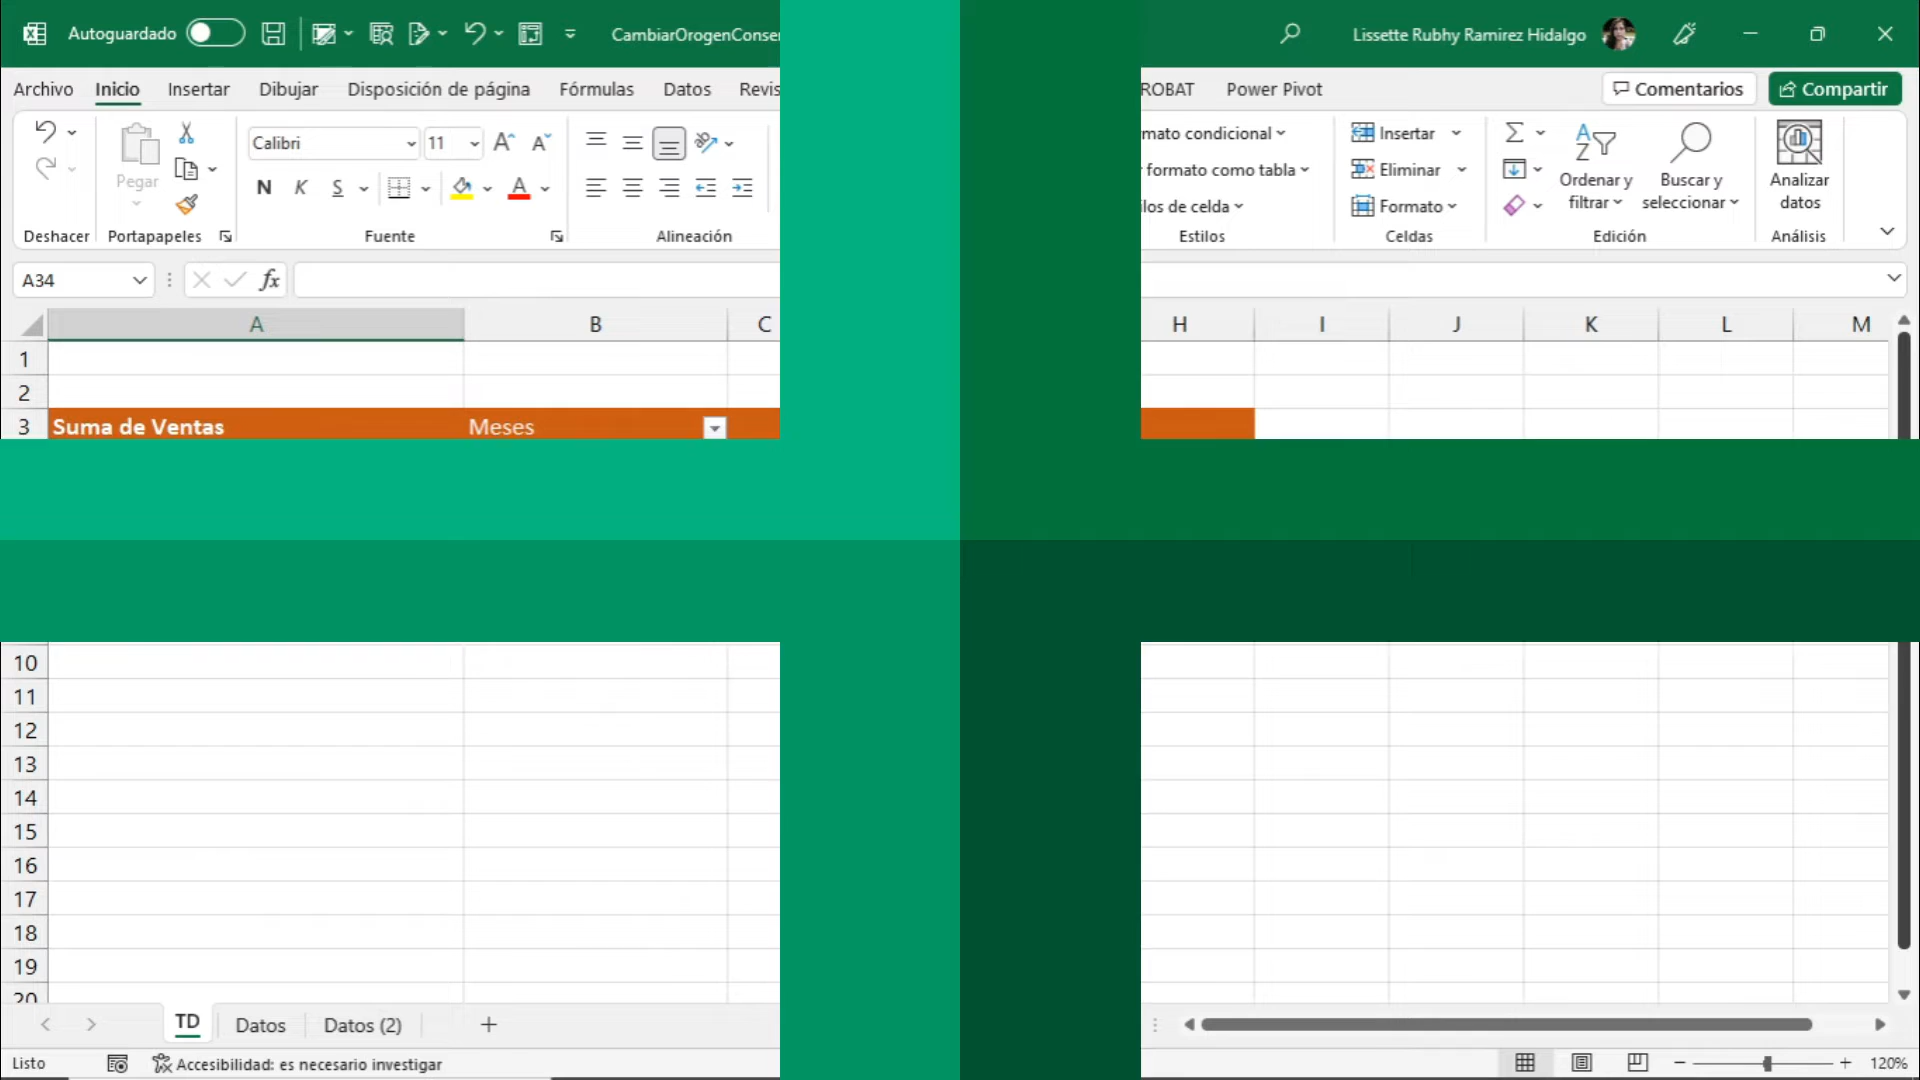 Autoguardado CambiarOrogenConser Lissette Rubhy Ramirez Hidalgo
Archivo Inicio Insertar Dibujar Disposición de página Fórmulas Datos Revis ROBAT Power Pivot Comentarios Compartir
Pegar
Calibri 11
N K S A
mato condicional
formato como tabla
los de celda
Insertar
Eliminar
Formato
Ordenar y filtrar
Buscar y seleccionar
Analizar datos
Deshacer Portapapeles Fuente Alineación Estilos Celdas Edición Análisis
A34 fx
A B C H I J K L M
1
2
3 Suma de Ventas Meses
10
11
12
13
14
15
16
17
18
19
20
TD Datos Datos (2) +
Listo Accesibilidad: es necesario investigar 120%